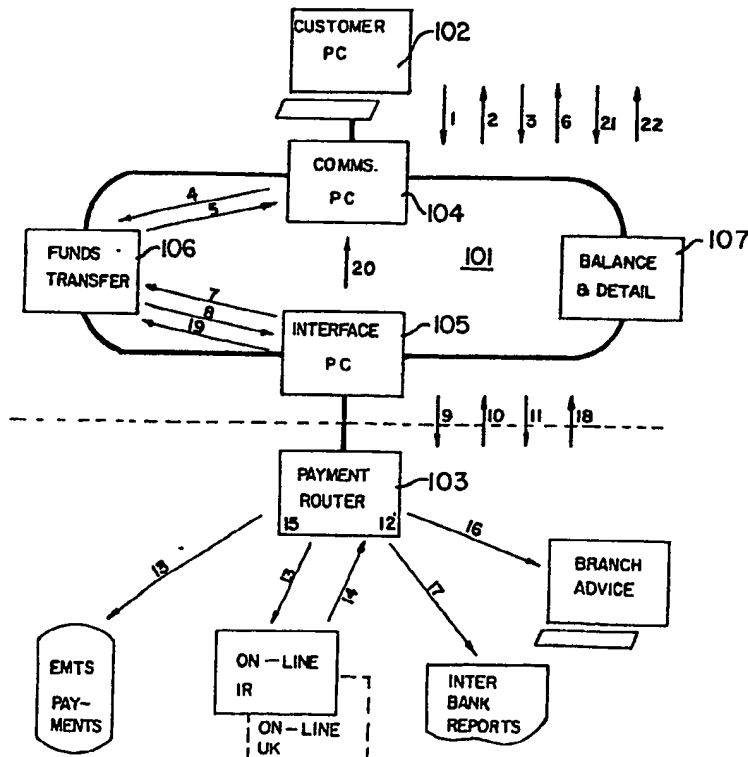 CUSTOMER
PC
102
1
2
3
6
21
22
COMMS.
PC
104
4
5
FUNDS
TRANSFER
106
20
101
107
BALANCE
& DETAIL
7
8
19
INTERFACE
PC
105
9
10
11
18
PAYMENT
ROUTER
103
15
12
13
13
14
17
16
BRANCH
ADVICE
EMTS
PAY-
MENTS
ON-LINE
IR
ON-LINE
UK
INTER
BANK
REPORTS